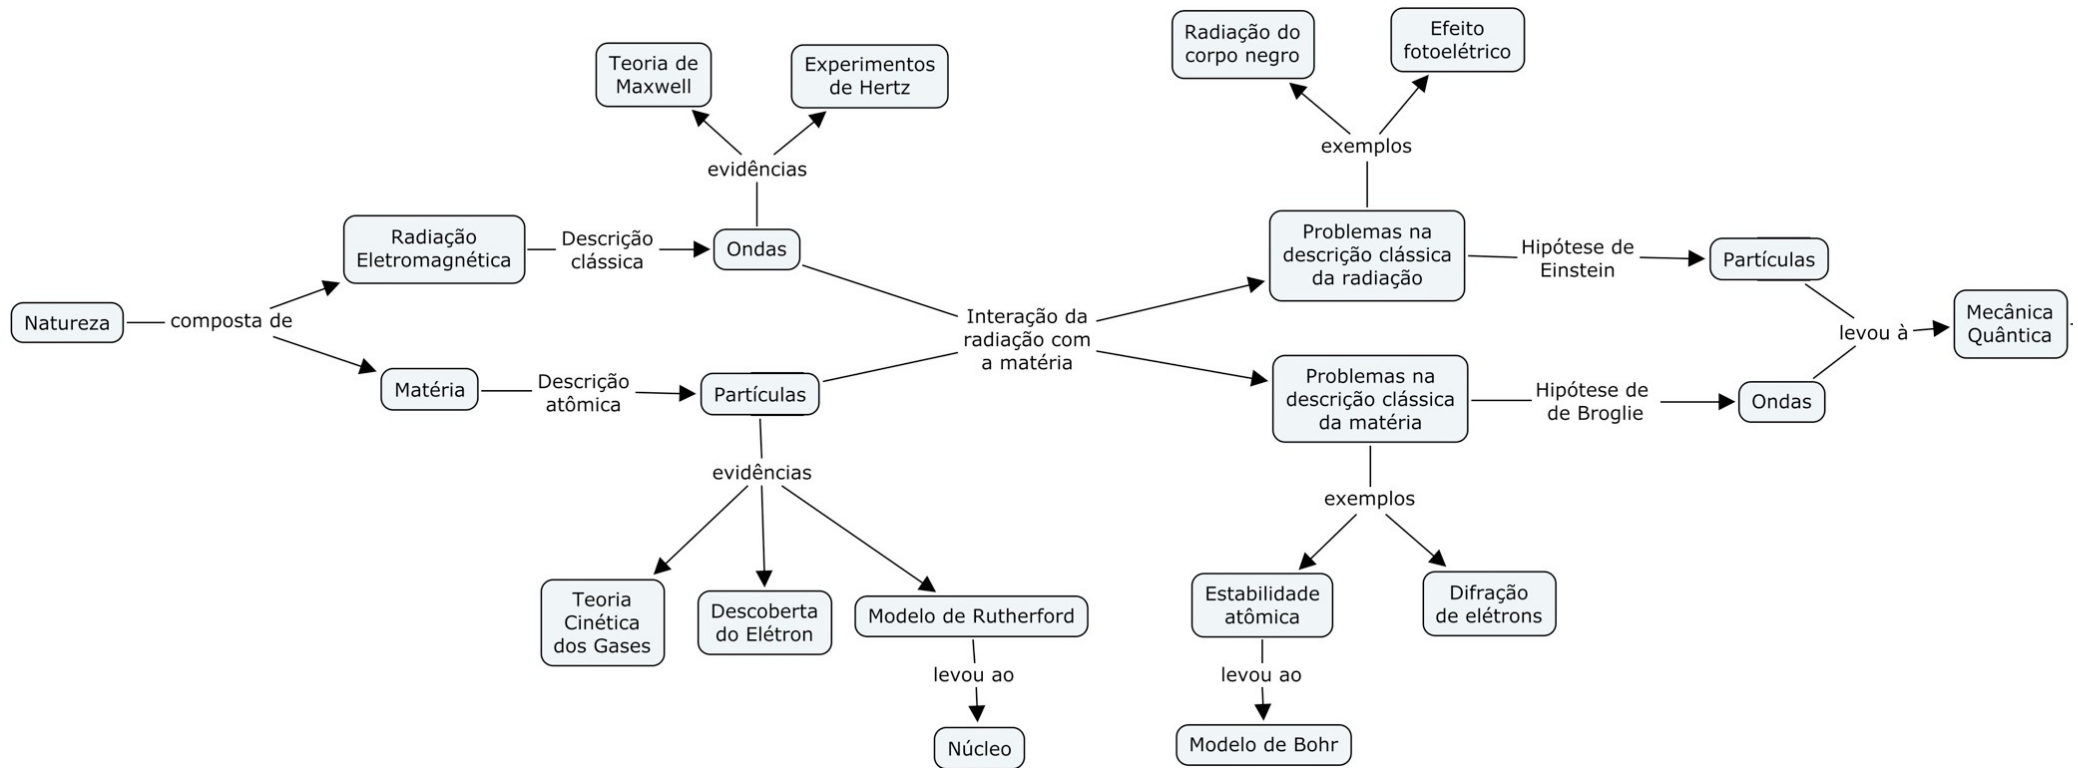 Radiação do
corpo negro
Efeito
fotoelétrico
Teoria de
Maxwell
Experimentos
de Hertz
exemplos
evidências
Radiação
Eletromagnética
Descrição
clássica
Ondas
Problemas na
descrição clássica
da radiação
Hipótese de
Einstein
Partículas
Natureza
composta de
Interação da
radiação com
a matéria
levou à
Mecânica
Quântica
Matéria
Descrição
atômica
Partículas
Problemas na
descrição clássica
da matéria
Hipótese de
de Broglie
Ondas
evidências
exemplos
Teoria
Cinética
dos Gases
Descoberta
do Elétron
Modelo de Rutherford
Estabilidade
atômica
Difração
de elétrons
levou ao
levou ao
Núcleo
Modelo de Bohr